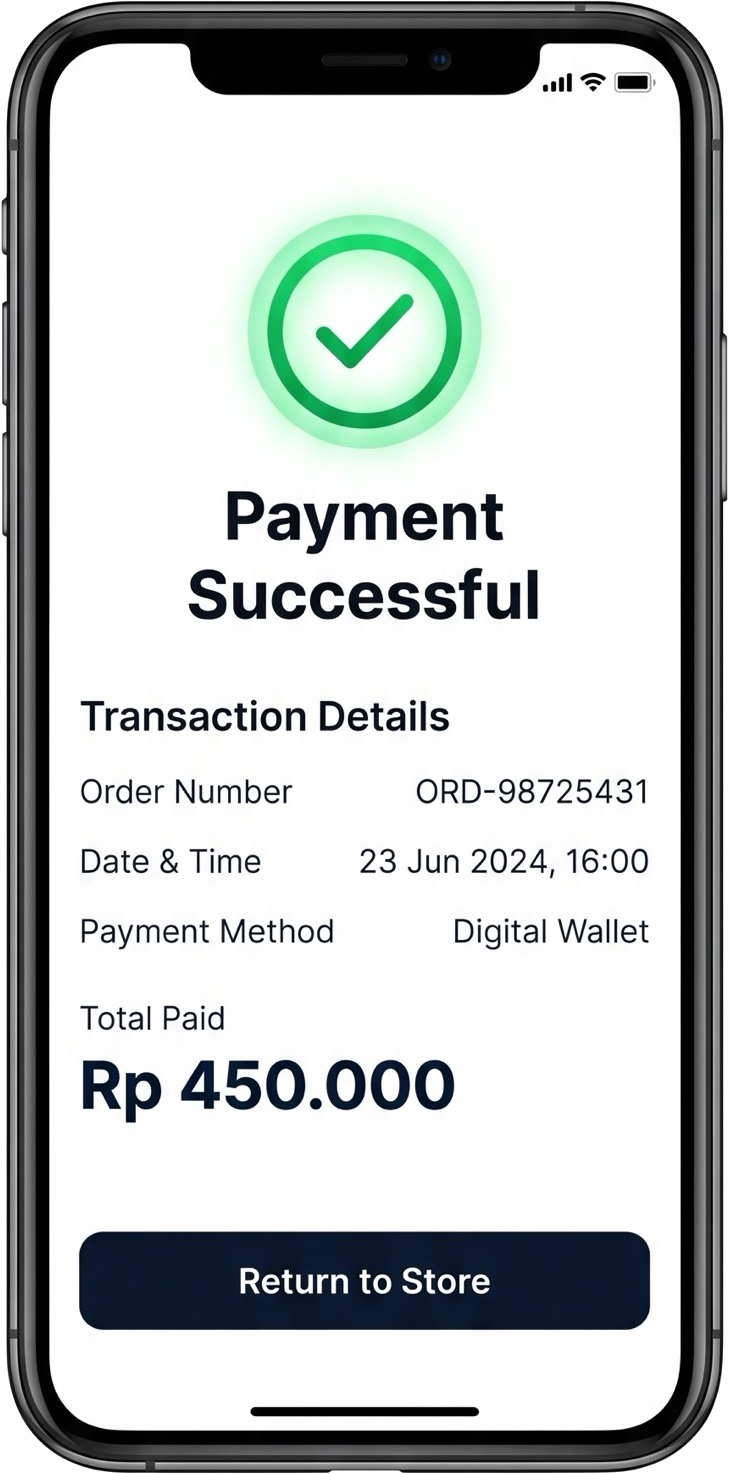 Payment
Successful
Transaction Details
Order Number ORD-98725431
Date & Time 23 Jun 2024, 16:00
Payment Method Digital Wallet
Total Paid
Rp 450.000
Return to Store